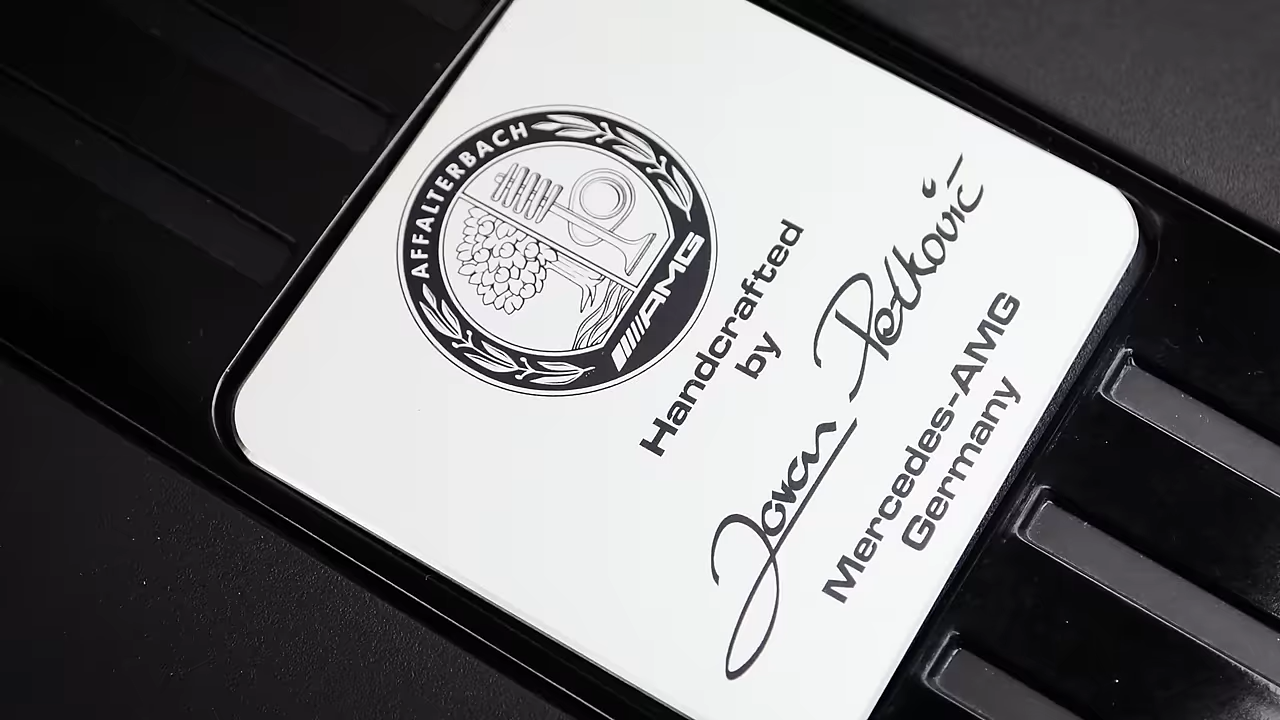 AFFALTERBACH
AMG
Handcrafted
by
Jovan Petković
Mercedes-AMG
Germany